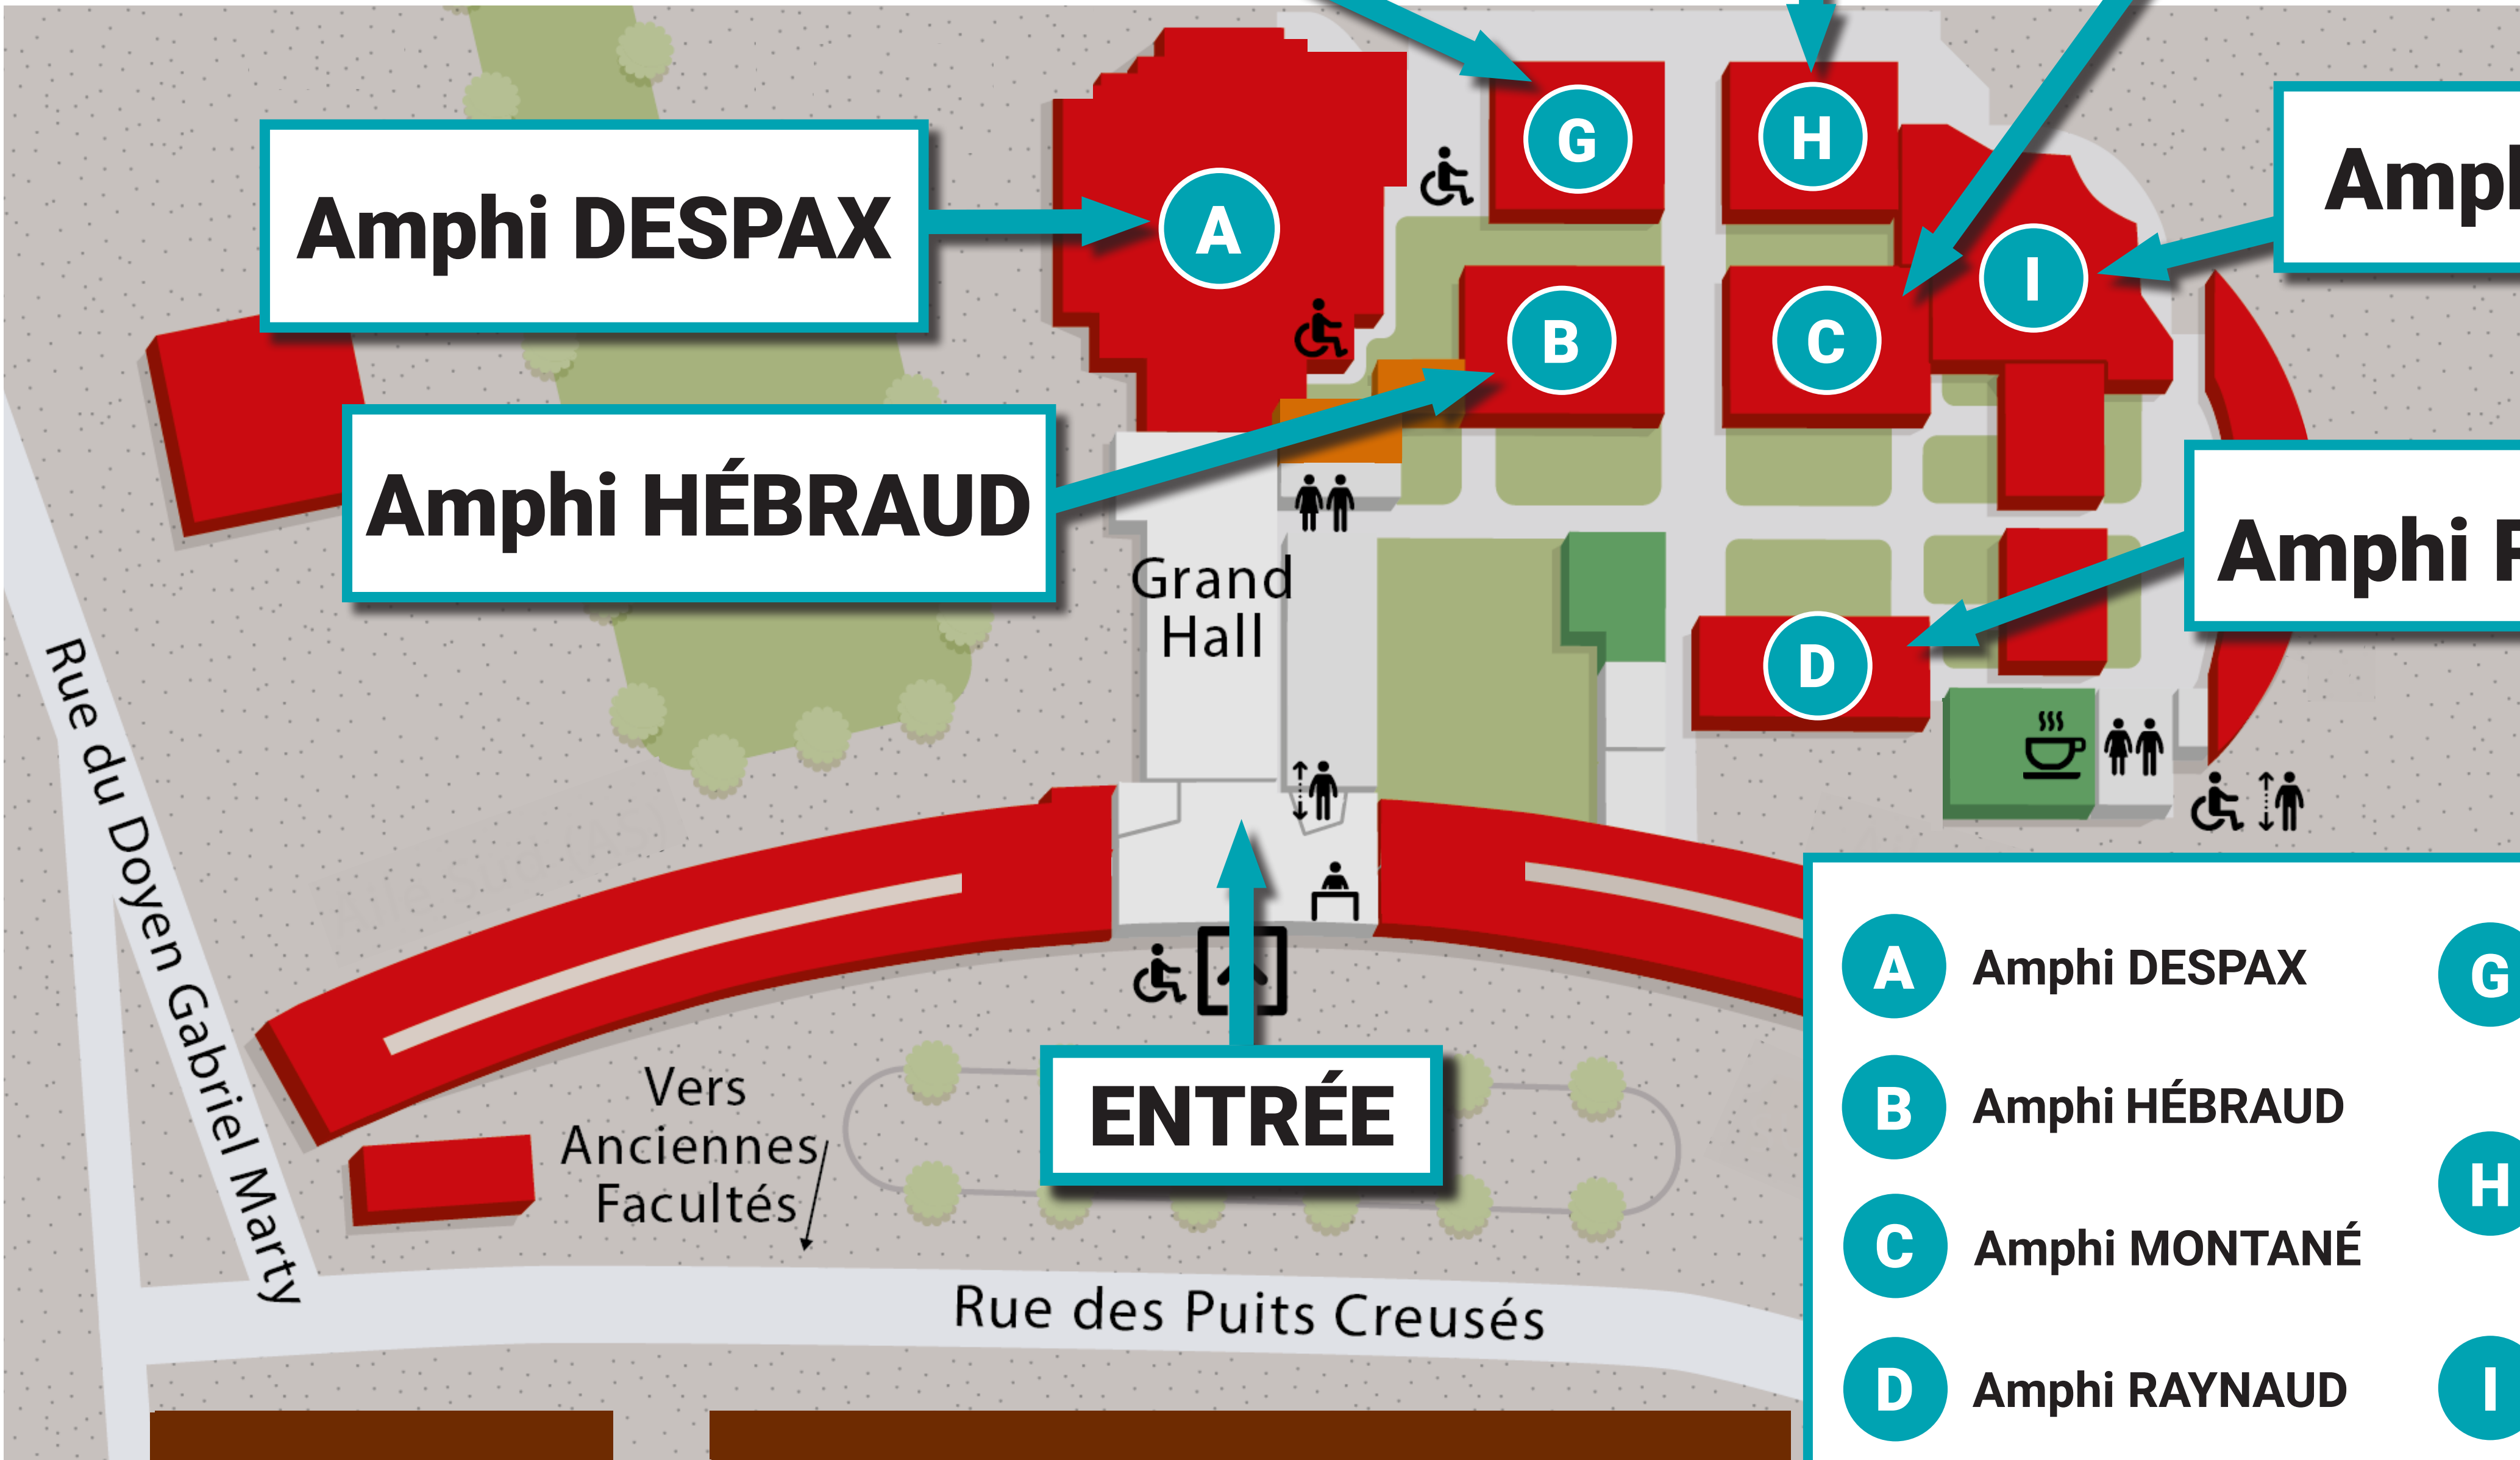 G
H
Amphi DESPAX
A
I
B
C
Amphi HÉBRAUD
Grand
Hall
Amphi
D
Rue du Doyen Gabriel Marty
ENTRÉE
Vers
Anciennes
Facultés
Rue des Puits Creusés
A Amphi DESPAX
G
B Amphi HÉBRAUD
H
C Amphi MONTANÉ
D Amphi RAYNAUD
I